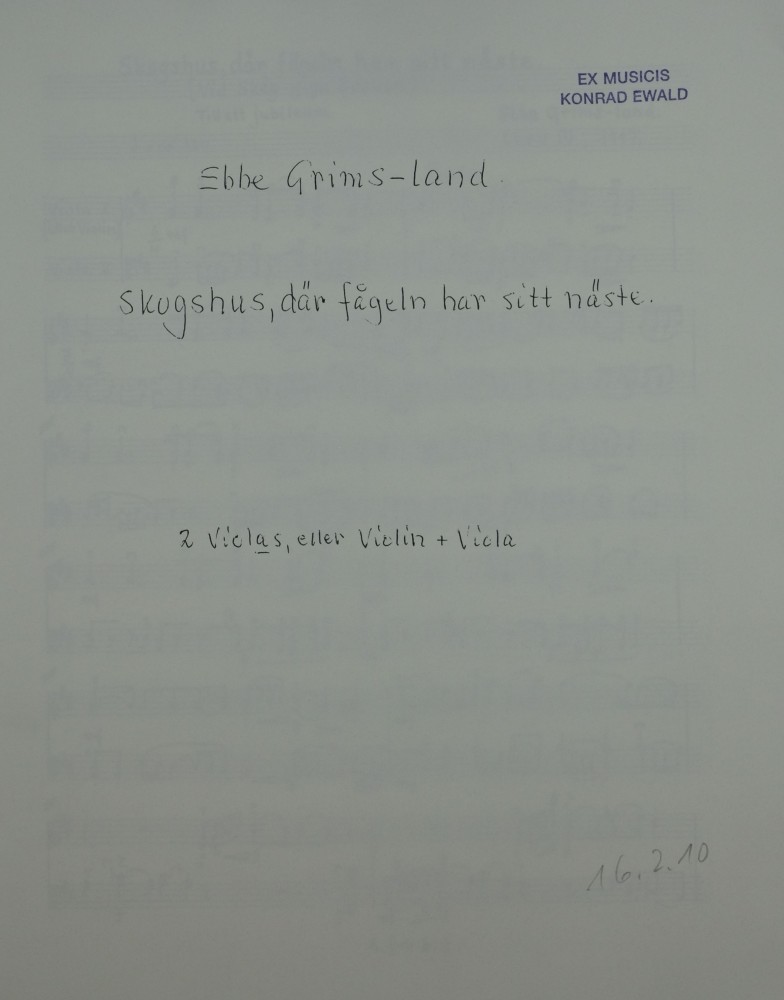 EX MUSICIS
KONRAD EWALD
Ebbe Grims-land.
Skogshus, där fågeln har sitt näste.
2 Violas, eller Violin + Viola
16.2.10